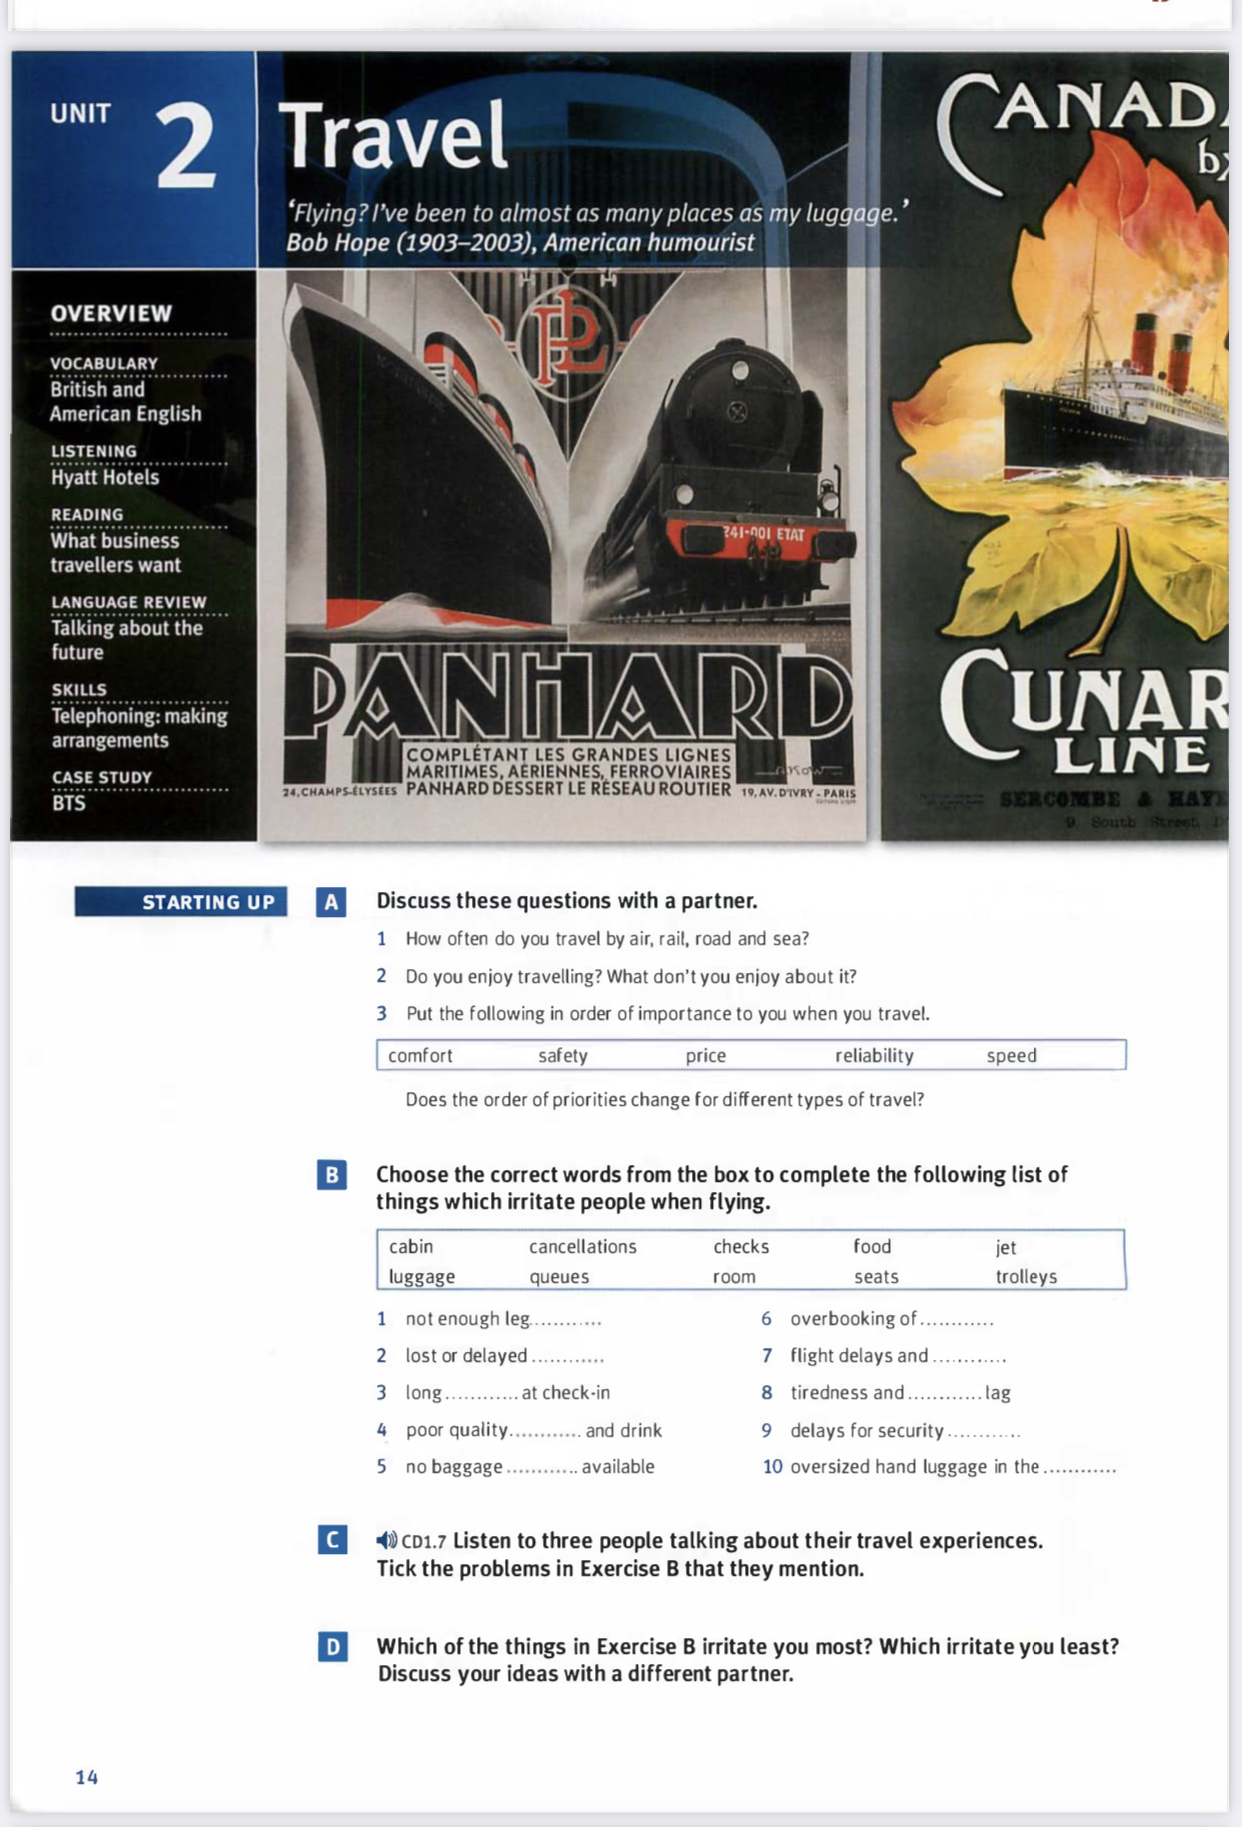 UNIT 2
Travel
‘Flying? I’ve been to almost as many places as my luggage.’
Bob Hope (1903–2003), American humourist
OVERVIEW
VOCABULARY
British and
American English
LISTENING
Hyatt Hotels
READING
What business
travellers want
LANGUAGE REVIEW
Talking about the
future
SKILLS
Telephoning: making
arrangements
CASE STUDY
BTS
PL
241-001 ETAT
PANHARD
COMPLÉTANT LES GRANDES LIGNES
MARITIMES, AÉRIENNES, FERROVIAIRES
24, CHAMPS-ÉLYSÉES PANHARD DESSERT LE RÉSEAU ROUTIER 19, AV. D'IVRY - PARIS
CANAD
by
CUNAR
LINE
SERCOMBE & HAY
9 South Street
STARTING UP
A Discuss these questions with a partner.
1 How often do you travel by air, rail, road and sea?
2 Do you enjoy travelling? What don't you enjoy about it?
3 Put the following in order of importance to you when you travel.
comfort safety price reliability speed
Does the order of priorities change for different types of travel?
B Choose the correct words from the box to complete the following list of
things which irritate people when flying.
cabin cancellations checks food jet
luggage queues room seats trolleys
1 not enough leg............
2 lost or delayed ............
3 long ............ at check-in
4 poor quality............ and drink
5 no baggage ............ available
6 overbooking of ............
7 flight delays and ............
8 tiredness and ............ lag
9 delays for security ............
10 oversized hand luggage in the ............
C CD1.7 Listen to three people talking about their travel experiences.
Tick the problems in Exercise B that they mention.
D Which of the things in Exercise B irritate you most? Which irritate you least?
Discuss your ideas with a different partner.
14